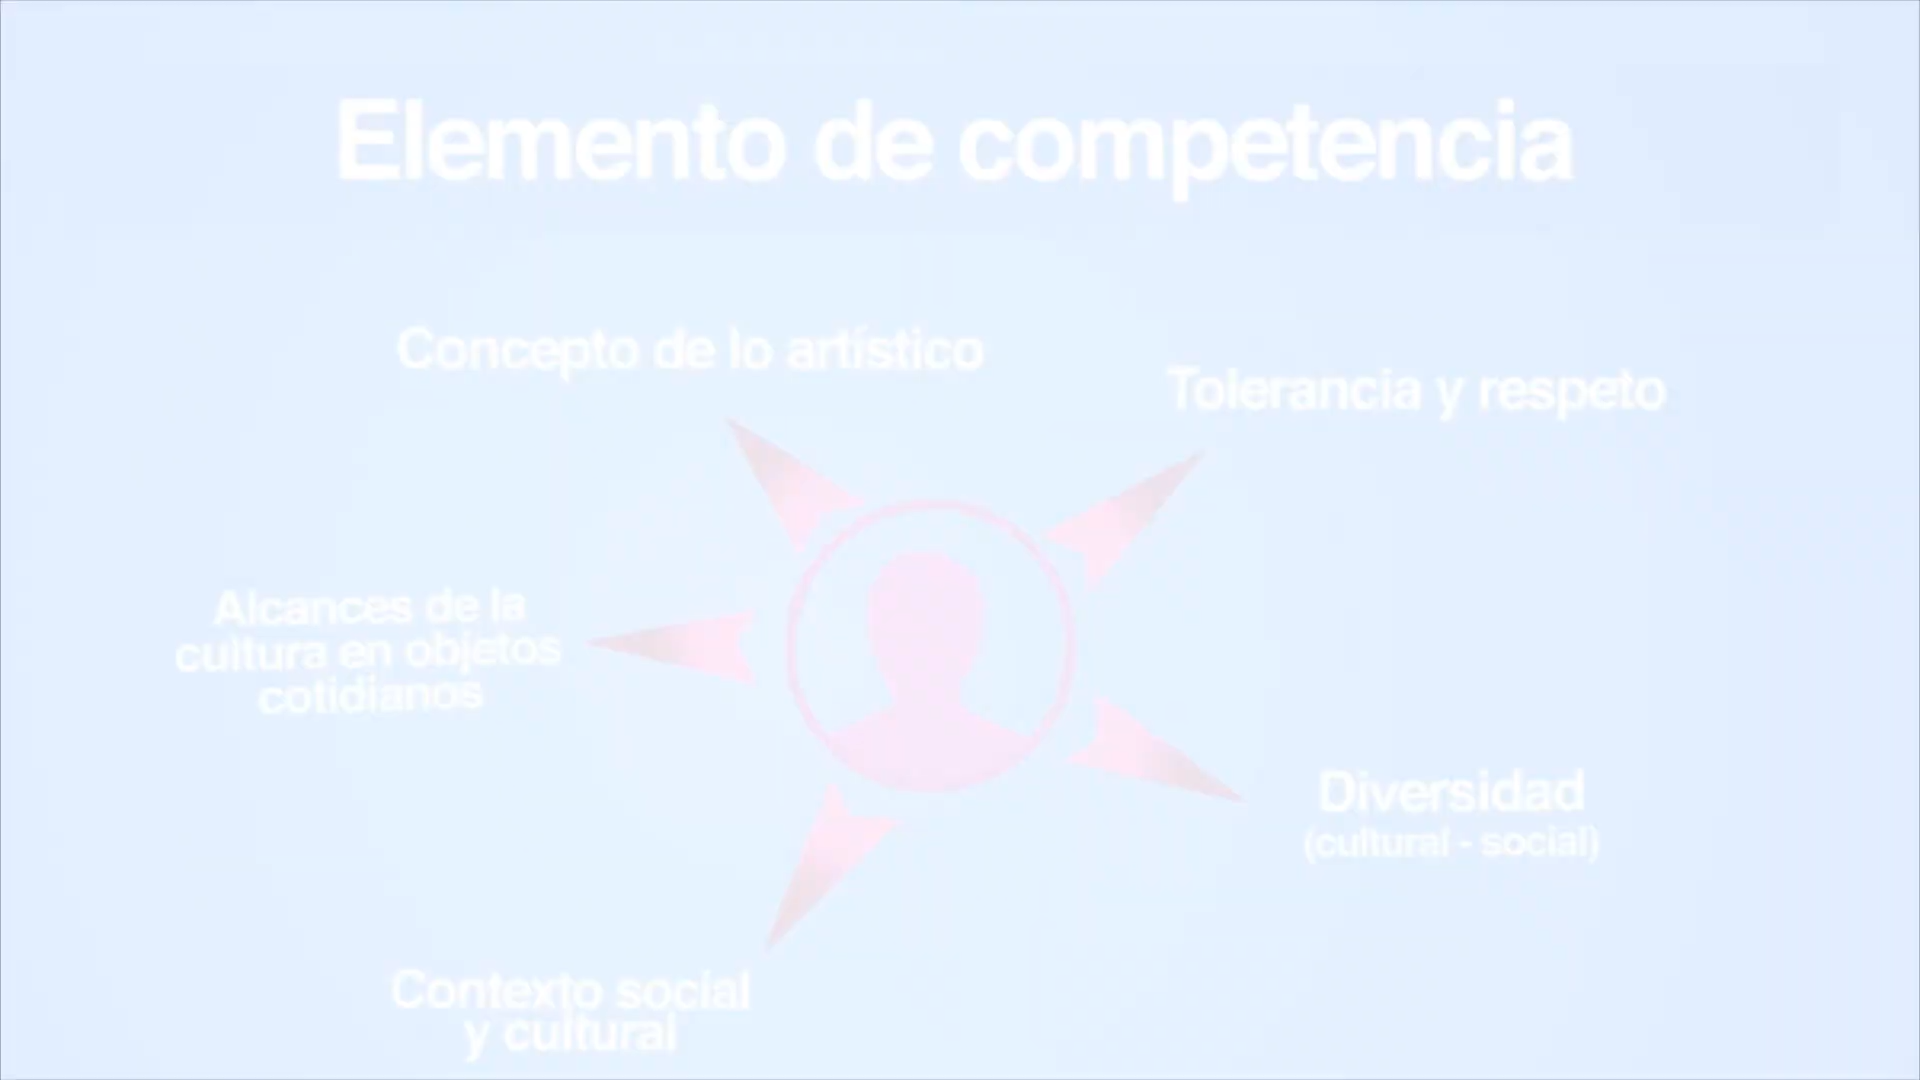 Elemento de competencia
Concepto de lo artístico
Tolerancia y respeto
Alcances de la
cultura en objetos
cotidianos
Diversidad
(cultural - social)
Contexto social
y cultural